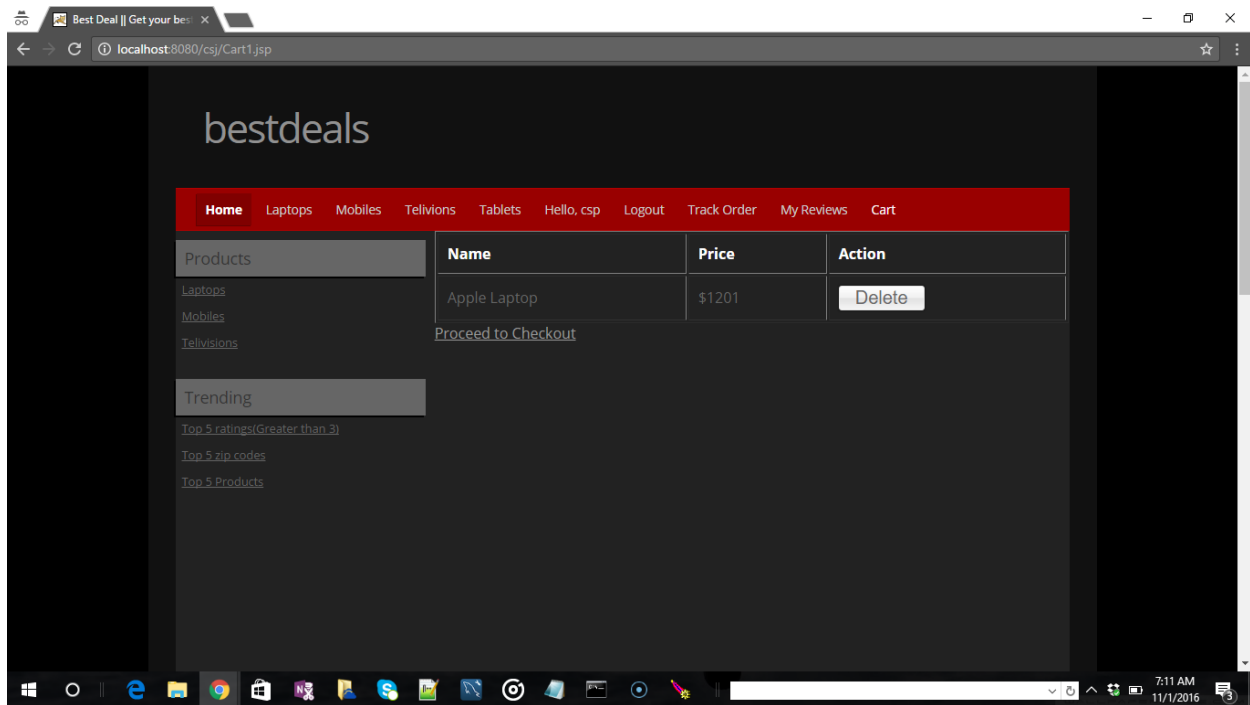 Best Deal || Get your bes
localhost:8080/csj/Cart1.jsp
bestdeals
Home Laptops Mobiles Telivions Tablets Hello, csp Logout Track Order My Reviews Cart
Products
Laptops
Mobiles
Telivisions
Trending
Top 5 ratings(Greater than 3)
Top 5 zip codes
Top 5 Products
Name Price Action
Apple Laptop $1201 Delete
Proceed to Checkout
7:11 AM
11/1/2016
3